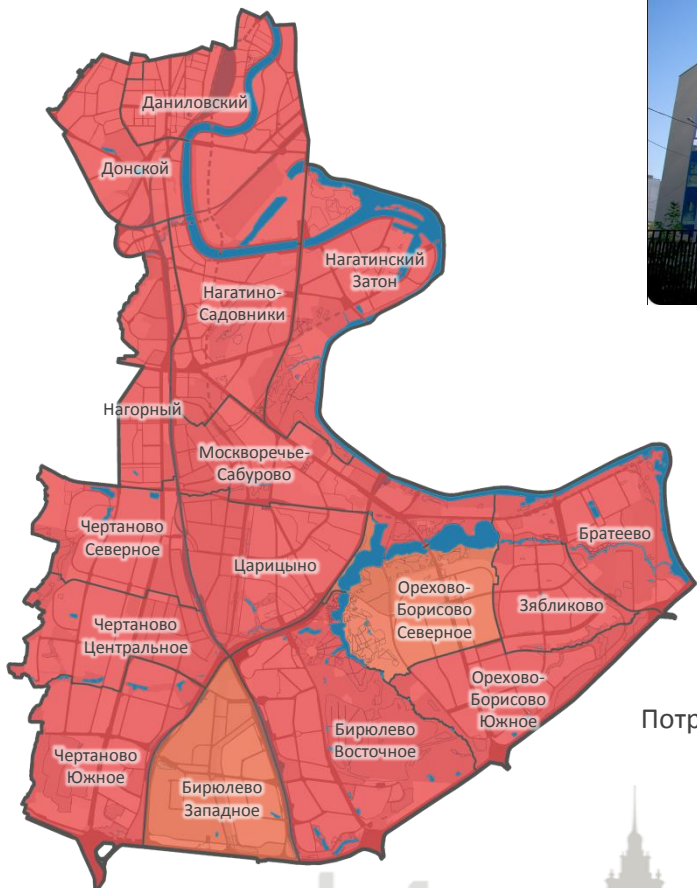 Даниловский
Донской
Нагатинский
Затон
Нагатино-
Садовники
Нагорный
Москворечье-
Сабурово
Чертаново
Северное
Царицыно
Братеево
Орехово-
Борисово
Северное
Зябликово
Чертаново
Центральное
Орехово-
Борисово
Южное
Потр
Бирюлево
Восточное
Чертаново
Южное
Бирюлево
Западное